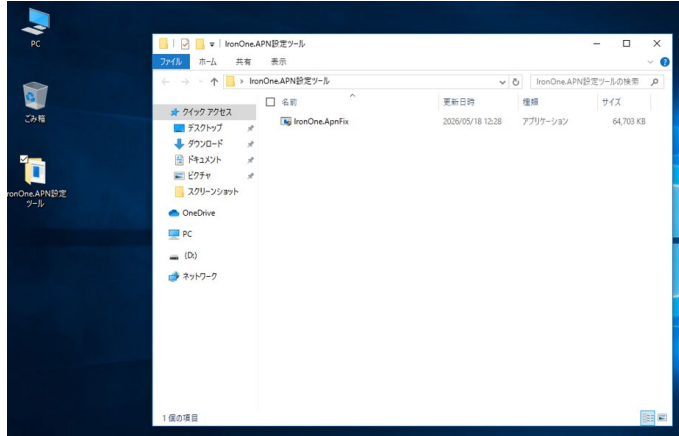 PC
ごみ箱
IronOne.APN設定
ツール
IronOne.APN設定ツール
ファイル ホーム 共有 表示
IronOne.APN設定ツール
IronOne.APN設定ツールの検索
名前 更新日時 種類 サイズ
IronOne.ApnFix 2026/05/18 12:28 アプリケーション 64,703 KB
クイック アクセス
デスクトップ
ダウンロード
ドキュメント
ピクチャ
スクリーンショット
OneDrive
PC
(D:)
ネットワーク
1 個の項目